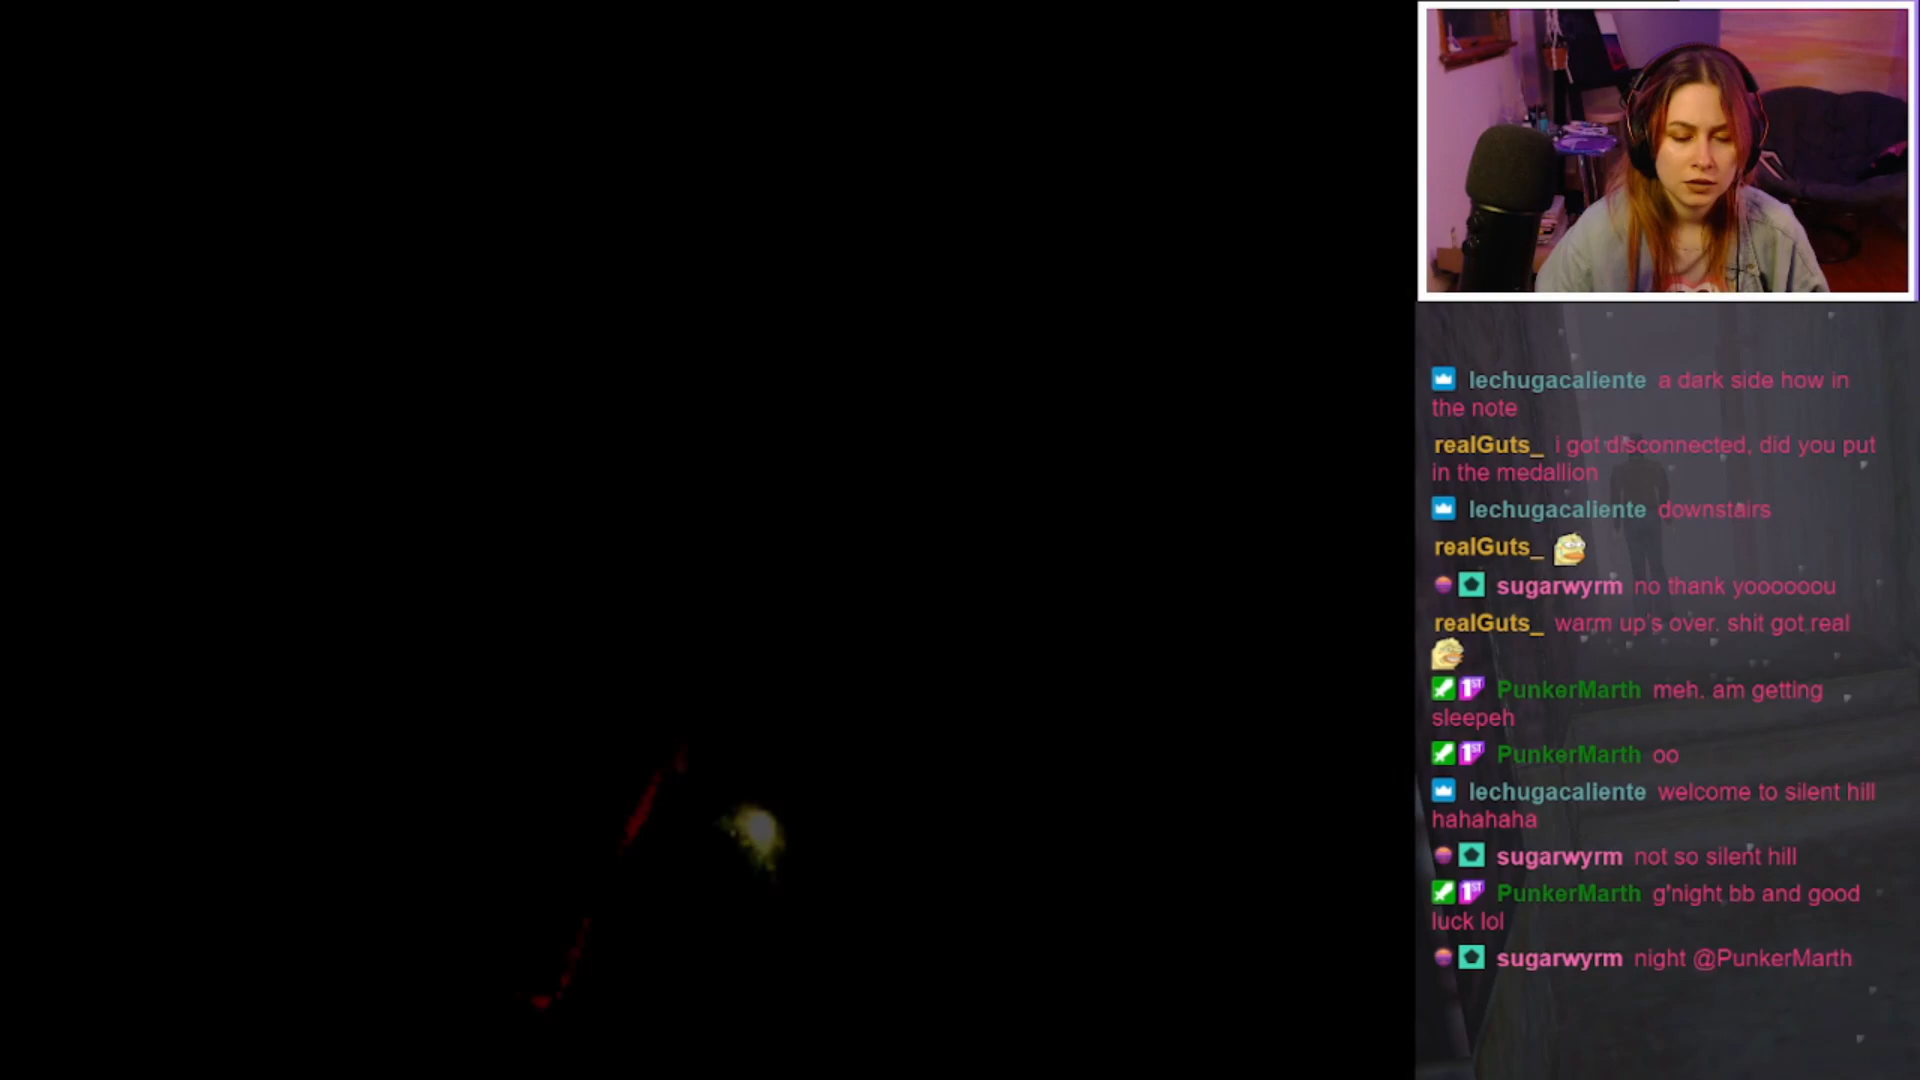 lechugacaliente a dark side how in
the note
realGuts_ i got disconnected, did you put
in the medallion
lechugacaliente downstairs
realGuts_
sugarwyrm no thank yoooooou
realGuts_ warm up's over. shit got real
1ST PunkerMarth meh. am getting
sleepeh
1ST PunkerMarth oo
lechugacaliente welcome to silent hill
hahahaha
sugarwyrm not so silent hill
1ST PunkerMarth g'night bb and good
luck lol
sugarwyrm night @PunkerMarth